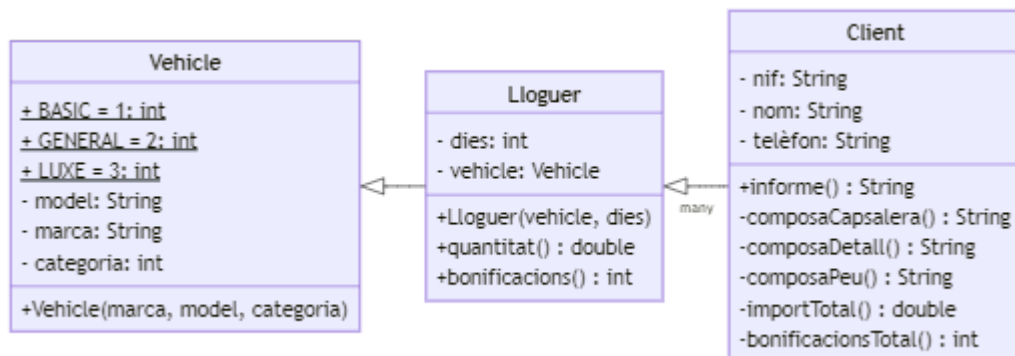 Vehicle
+ BASIC = 1: int
+ GENERAL = 2: int
+ LUXE = 3: int
- model: String
- marca: String
- categoria: int
+Vehicle(marca, model, categoria)
Lloguer
- dies: int
- vehicle: Vehicle
+Lloguer(vehicle, dies)
+quantitat() : double
+bonificacions() : int
many
Client
- nif: String
- nom: String
- telèfon: String
+informe() : String
-composaCapsalera() : String
-composaDetall() : String
-composaPeu() : String
-importTotal() : double
-bonificacionsTotal() : int